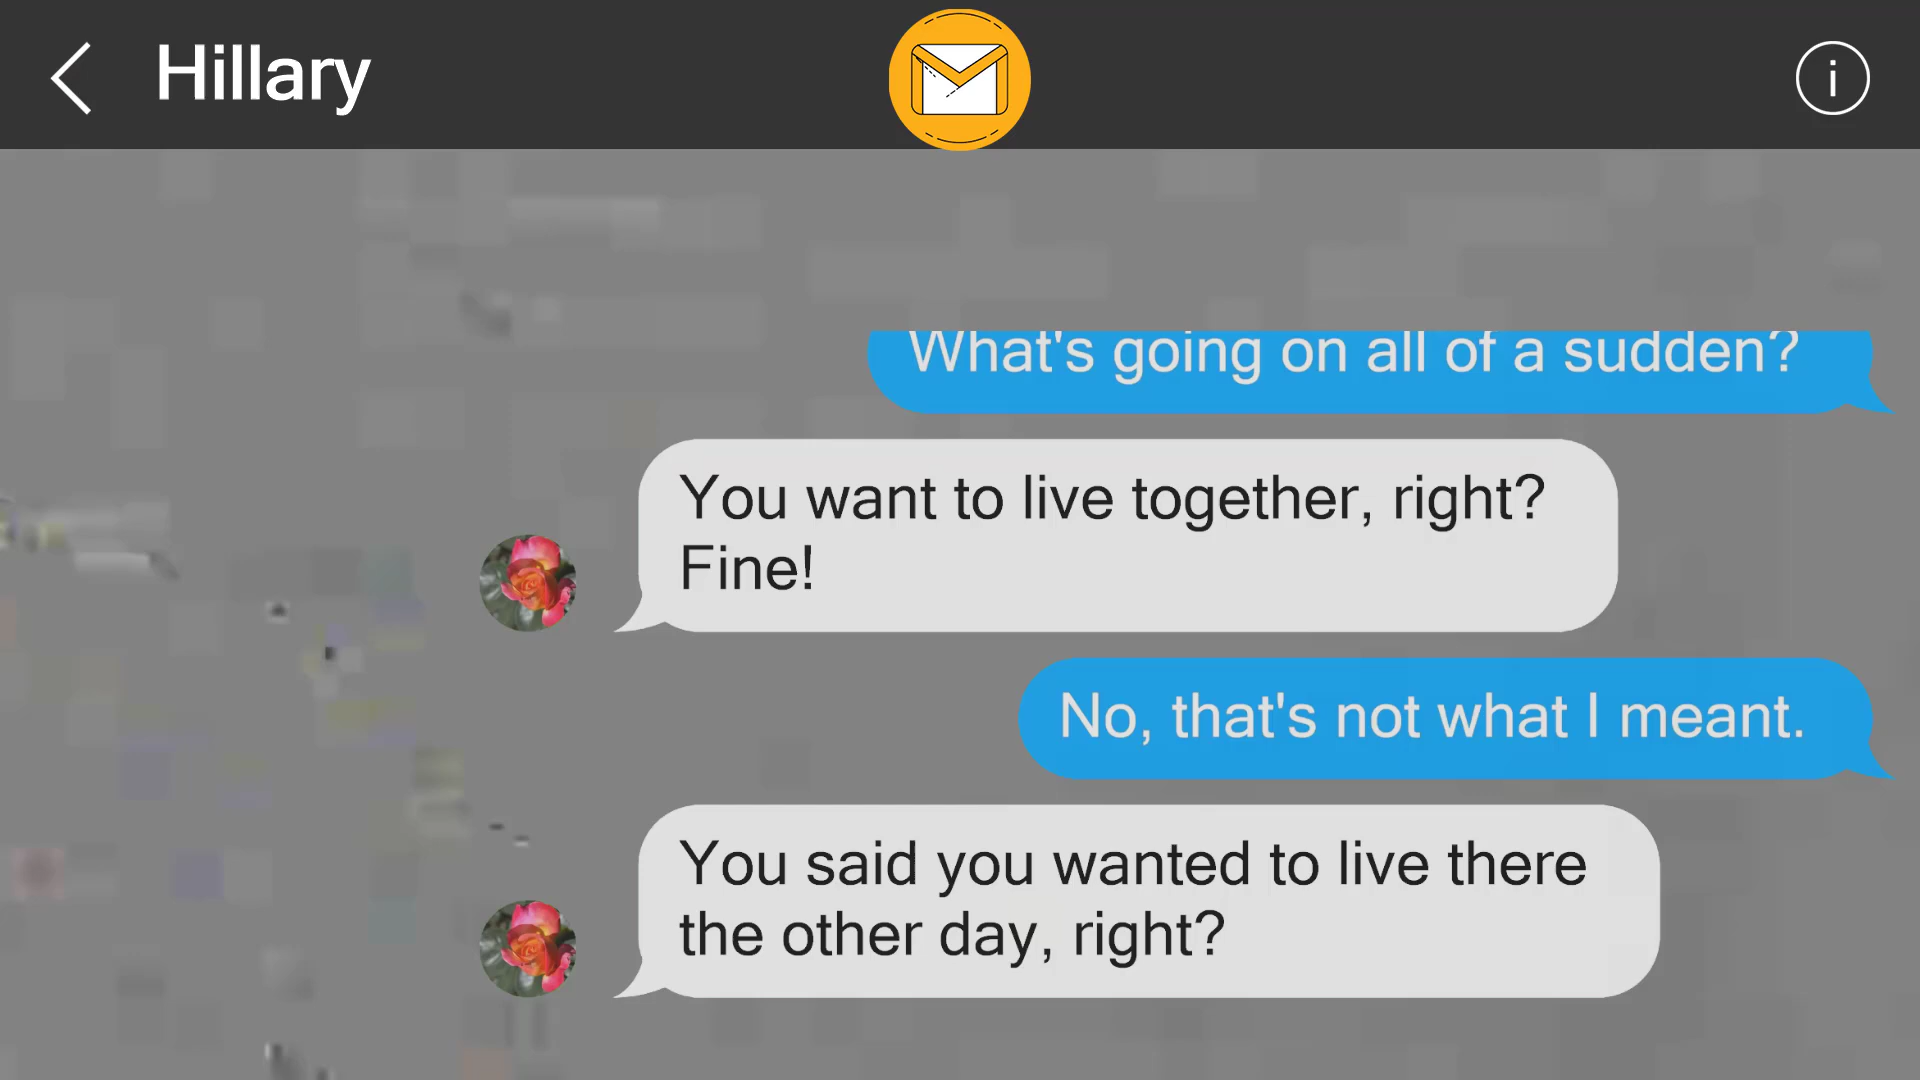 Hillary
What's going on all of a sudden?
You want to live together, right?
Fine!
No, that's not what I meant.
You said you wanted to live there
the other day, right?